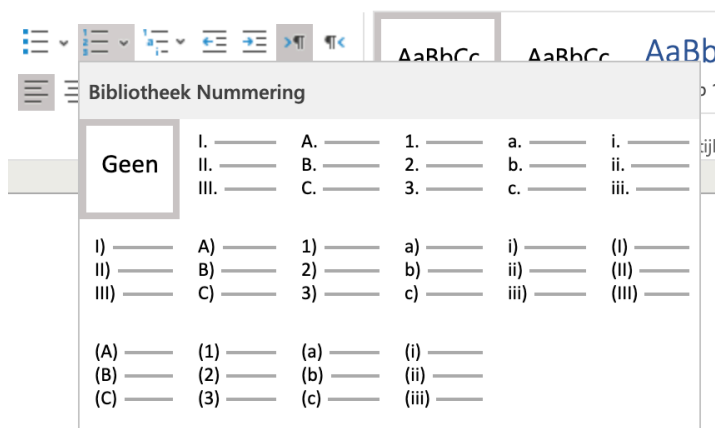 AaBbCc AaBbCc AaBb
Bibliotheek Nummering
Geen
I. A. 1. a. i.
II. B. 2. b. ii.
III. C. 3. c. iii.
I) A) 1) a) i) (I)
II) B) 2) b) ii) (II)
III) C) 3) c) iii) (III)
(A) (1) (a) (i)
(B) (2) (b) (ii)
(C) (3) (c) (iii)